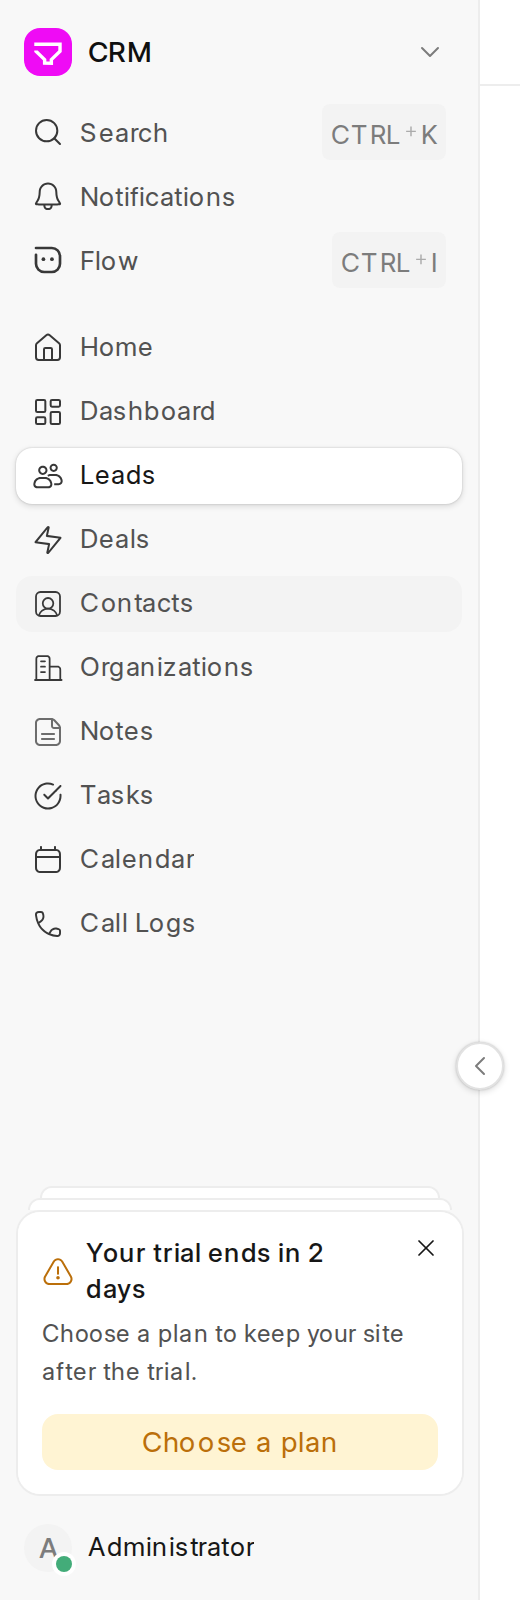 CRM
Search CTRL+K
Notifications
Flow CTRL+I
Home
Dashboard
Leads
Deals
Contacts
Organizations
Notes
Tasks
Calendar
Call Logs
Your trial ends in 2
days
Choose a plan to keep your site
after the trial.
Choose a plan
A Administrator